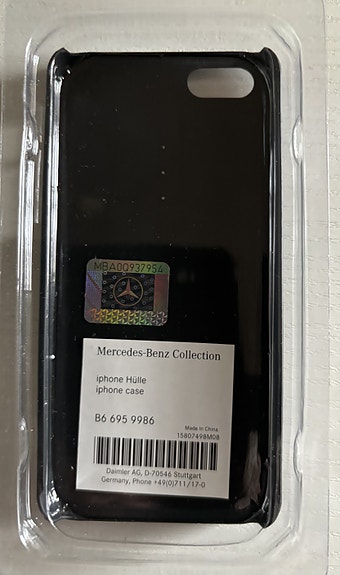 MBA00937954
Mercedes-Benz Collection
iphone Hülle
iphone case
B6 695 9986
Made in China
15807498M08
Daimler AG, D-70546 Stuttgart
Germany, Phone +49(0)711/17-0